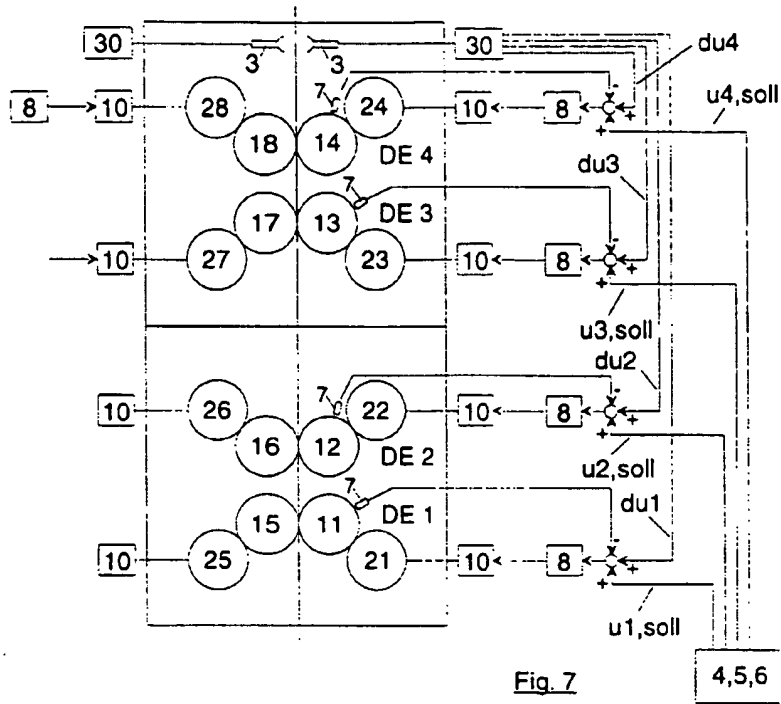 30 3 3 30 du4
8 10 28 7 24 10 8 - + + u4,soll
18 14 DE 4 du3
17 7 13 DE 3
10 27 23 10 8 - + +
u3,soll
du2
10 26 7 22 10 8 - + +
16 12 DE 2 u2,soll
15 7 11 DE 1 du1
10 25 21 10 8 - + +
u1,soll
4,5,6
Fig. 7